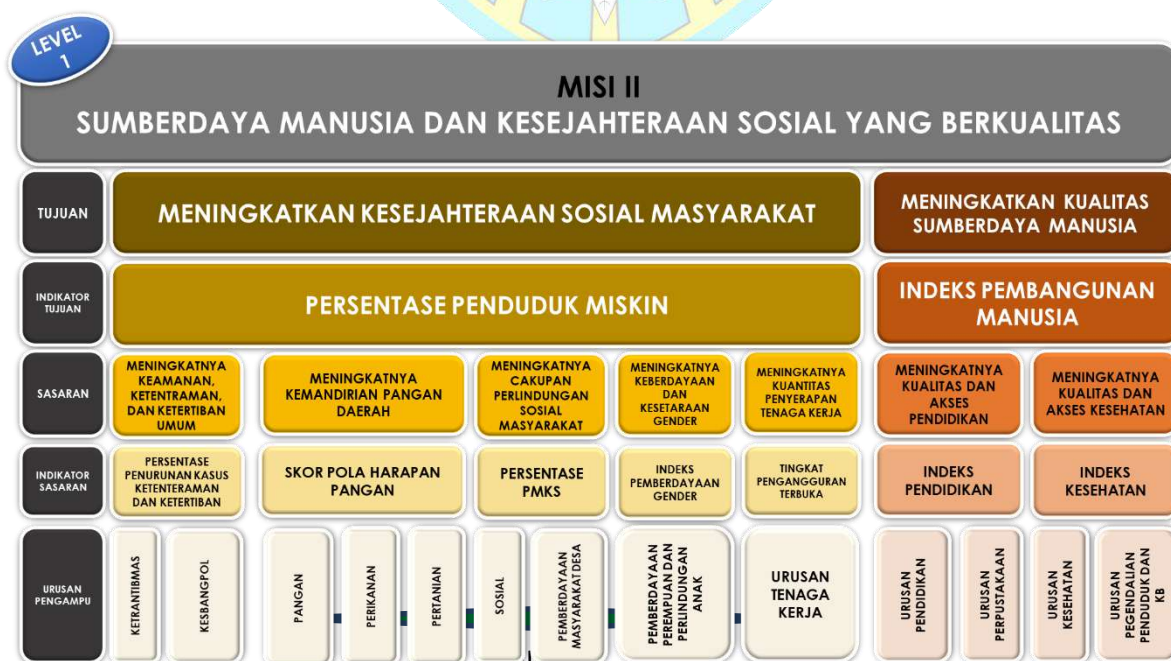 LEVEL
1
MISI II
SUMBERDAYA MANUSIA DAN KESEJAHTERAAN SOSIAL YANG BERKUALITAS
TUJUAN
MENINGKATKAN KESEJAHTERAAN SOSIAL MASYARAKAT
MENINGKATKAN KUALITAS
SUMBERDAYA MANUSIA
INDIKATOR
TUJUAN
PERSENTASE PENDUDUK MISKIN
INDEKS PEMBANGUNAN
MANUSIA
SASARAN
MENINGKATNYA
KEAMANAN,
KETENTRAMAN,
DAN KETERTIBAN
UMUM
MENINGKATNYA
KEMANDIRIAN PANGAN
DAERAH
MENINGKATNYA
CAKUPAN
PERLINDUNGAN
SOSIAL
MASYARAKAT
MENINGKATNYA
KEBERDAYAAN
DAN
KESETARAAN
GENDER
MENINGKATNYA
KUANTITAS
PENYERAPAN
TENAGA KERJA
MENINGKATNYA
KUALITAS DAN
AKSES
PENDIDIKAN
MENINGKATNYA
KUALITAS DAN
AKSES KESEHATAN
INDIKATOR
SASARAN
PERSENTASE
PENURUNAN KASUS
KETENTERAMAN
DAN KETERTIBAN
SKOR POLA HARAPAN
PANGAN
PERSENTASE
PMKS
INDEKS
PEMBERDAYAAN
GENDER
TINGKAT
PENGANGGURAN
TERBUKA
INDEKS
PENDIDIKAN
INDEKS
KESEHATAN
URUSAN
PENGAMPU
KETRANTIBMAS
KESBANGPOL
PANGAN
PERIKANAN
PERTANIAN
SOSIAL
PEMBERDAYAAN
MASYARAKAT DESA
PEMBERDAYAAN
PEREMPUAN DAN
PERLINDUNGAN
ANAK
URUSAN
TENAGA
KERJA
URUSAN
PENDIDIKAN
URUSAN
PERPUSTAKAAN
URUSAN
KESEHATAN
URUSAN
PEGENDALIAN
PENDUDUK DAN
KB